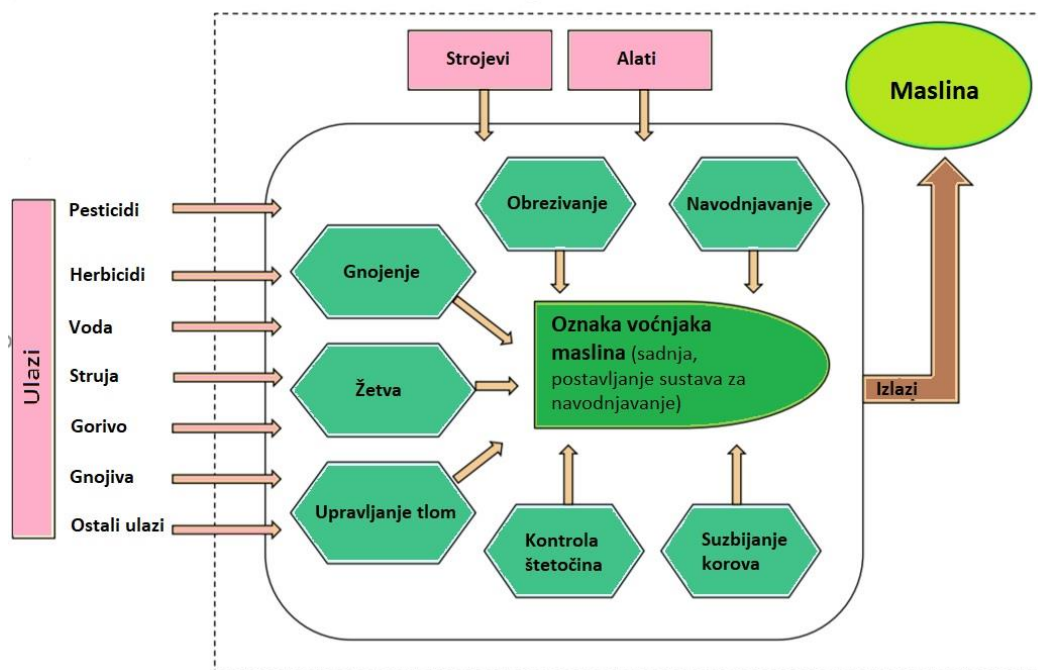 Strojevi
Alati
Maslina
Ulazi
Pesticidi
Herbicidi
Voda
Struja
Gorivo
Gnojiva
Ostali ulazi
Obrezivanje
Navodnjavanje
Gnojenje
Žetva
Upravljanje tlom
Kontrola
štetočina
Suzbijanje
korova
Oznaka voćnjaka
maslina (sadnja,
postavljanje sustava za
navodnjavanje)
Izlazi